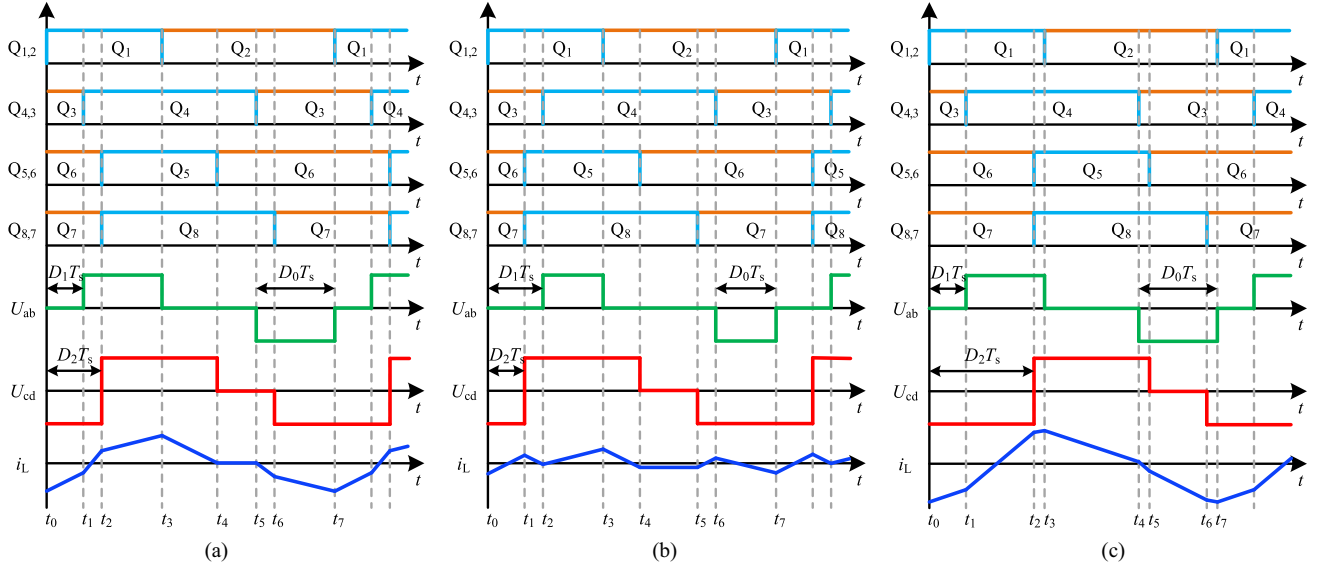 Q1,2 Q1 Q2 Q1 t
Q4,3 Q3 Q4 Q3 Q4 t
Q5,6 Q6 Q5 Q6 t
Q8,7 Q7 Q8 Q7 t
D1Ts D0Ts
Uab t
D2Ts
Ucd t
iL t
t0 t1 t2 t3 t4 t5 t6 t7
(a)
Q1,2 Q1 Q2 Q1 t
Q4,3 Q3 Q4 Q3 t
Q5,6 Q6 Q5 Q6 Q5 t
Q8,7 Q7 Q8 Q7 Q8 t
D1Ts D0Ts
Uab t
D2Ts
Ucd t
iL t
t0 t1 t2 t3 t4 t5 t6 t7
(b)
Q1,2 Q1 Q2 Q1 t
Q4,3 Q3 Q4 Q3 Q4 t
Q5,6 Q6 Q5 Q6 t
Q8,7 Q7 Q8 Q7 t
D1Ts D0Ts
Uab t
D2Ts
Ucd t
iL t
t0 t1 t2 t3 t4 t5 t6 t7
(c)